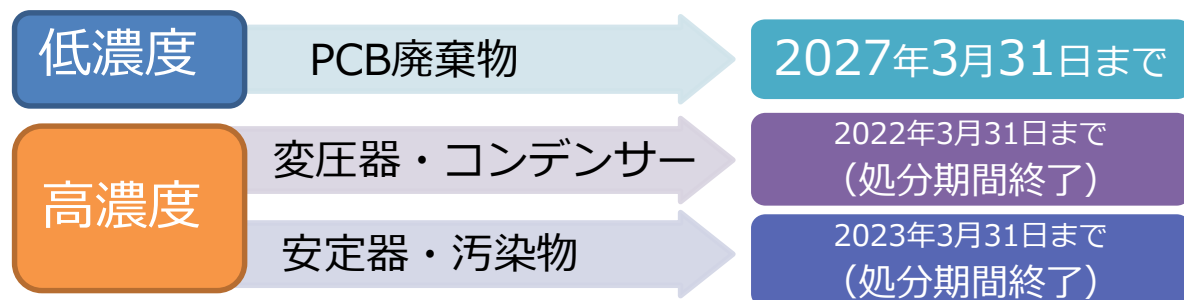 低濃度
PCB廃棄物
2027年3月31日まで
高濃度
変圧器・コンデンサー
2022年3月31日まで
（処分期間終了）
安定器・汚染物
2023年3月31日まで
（処分期間終了）